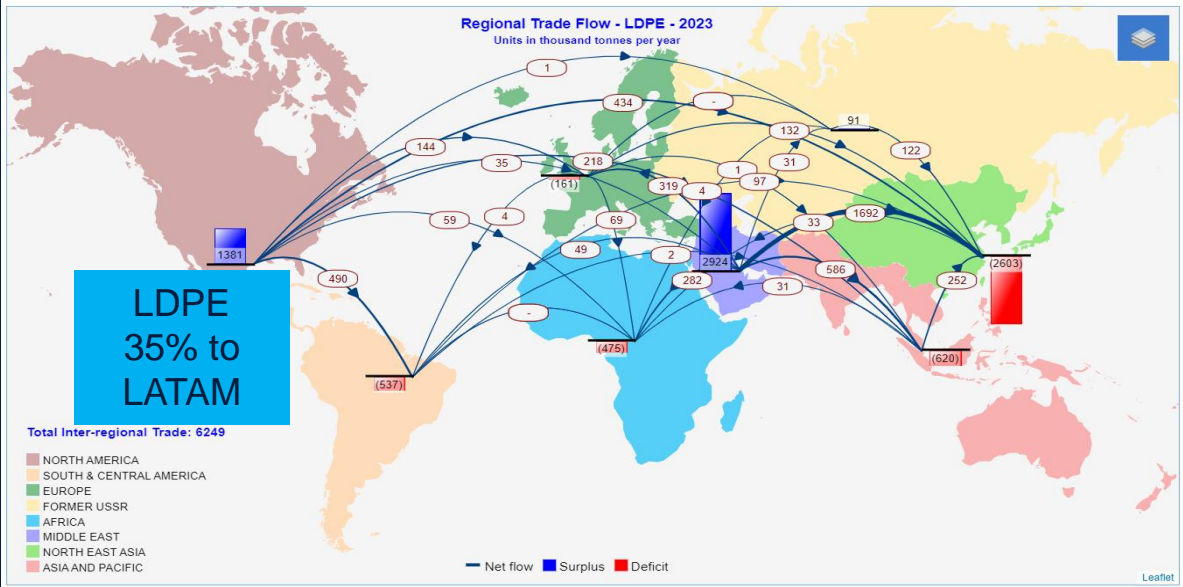 Regional Trade Flow - LDPE - 2023
Units in thousand tonnes per year
1
434
-
91
132
122
144
35
218
31
1
97
(161)
319
4
59
4
69
33
1692
1381
49
2
2924
586
(2603)
490
282
31
252
-
(475)
(620)
(537)
LDPE
35% to
LATAM
Total Inter-regional Trade: 6249
NORTH AMERICA
SOUTH & CENTRAL AMERICA
EUROPE
FORMER USSR
AFRICA
MIDDLE EAST
NORTH EAST ASIA
ASIA AND PACIFIC
Net flow Surplus Deficit
Leaflet